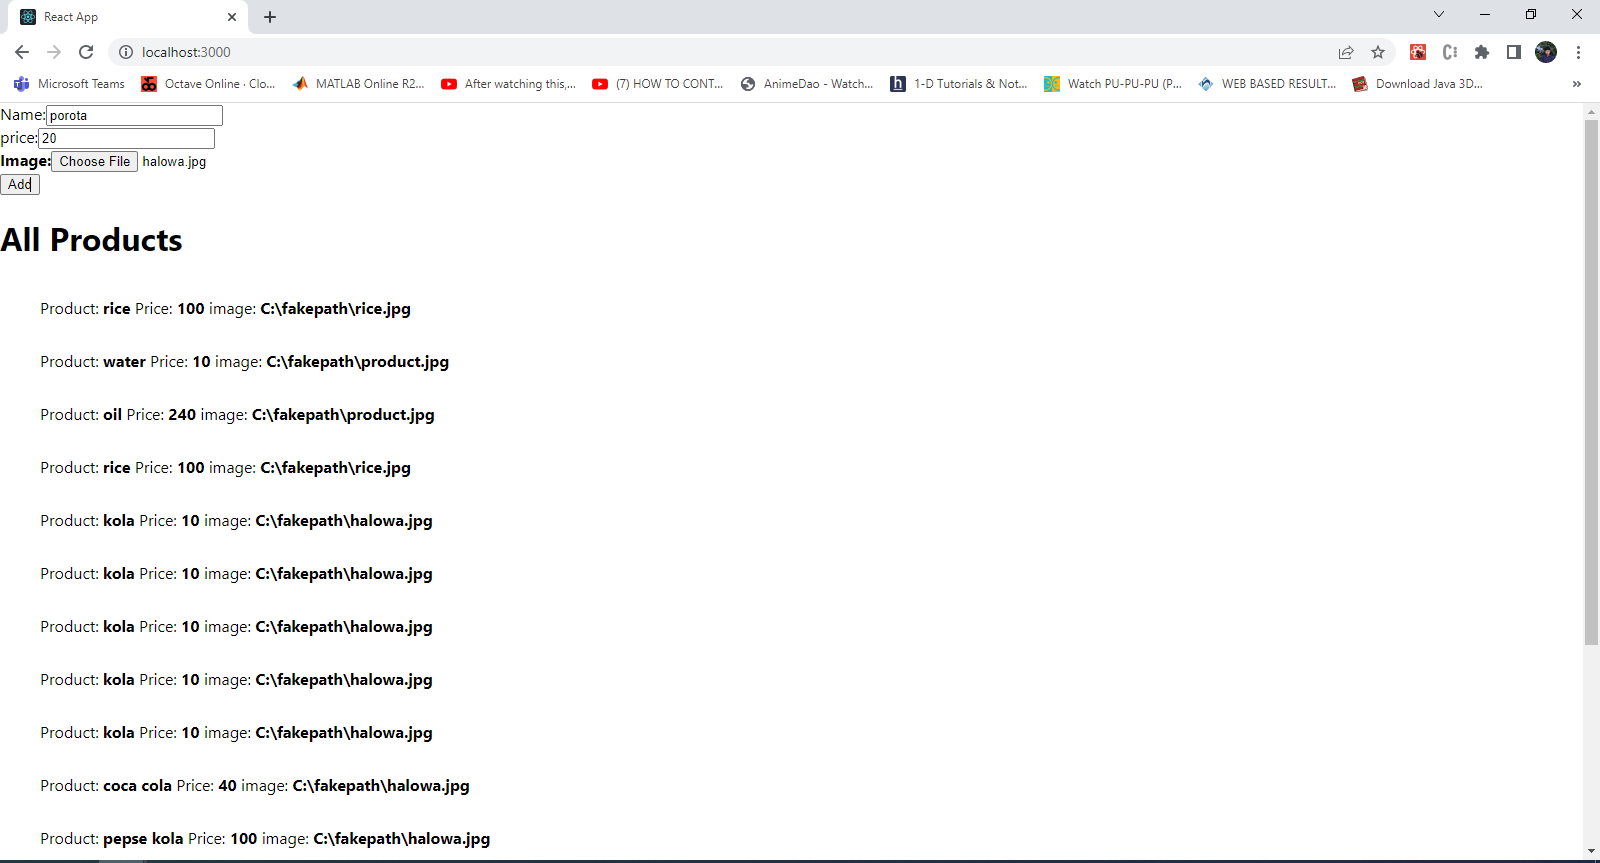 React App
localhost:3000
Microsoft Teams Octave Online · Clo... MATLAB Online R2... After watching this,... (7) HOW TO CONT... AnimeDao - Watch... h 1-D Tutorials & Not... Watch PU-PU-PU (P... WEB BASED RESULT... Download Java 3D... »
Name: porota
price: 20
Image: Choose File halowa.jpg
Add
All Products
Product: rice Price: 100 image: C:\fakepath\rice.jpg
Product: water Price: 10 image: C:\fakepath\product.jpg
Product: oil Price: 240 image: C:\fakepath\product.jpg
Product: rice Price: 100 image: C:\fakepath\rice.jpg
Product: kola Price: 10 image: C:\fakepath\halowa.jpg
Product: kola Price: 10 image: C:\fakepath\halowa.jpg
Product: kola Price: 10 image: C:\fakepath\halowa.jpg
Product: kola Price: 10 image: C:\fakepath\halowa.jpg
Product: kola Price: 10 image: C:\fakepath\halowa.jpg
Product: coca cola Price: 40 image: C:\fakepath\halowa.jpg
Product: pepse kola Price: 100 image: C:\fakepath\halowa.jpg